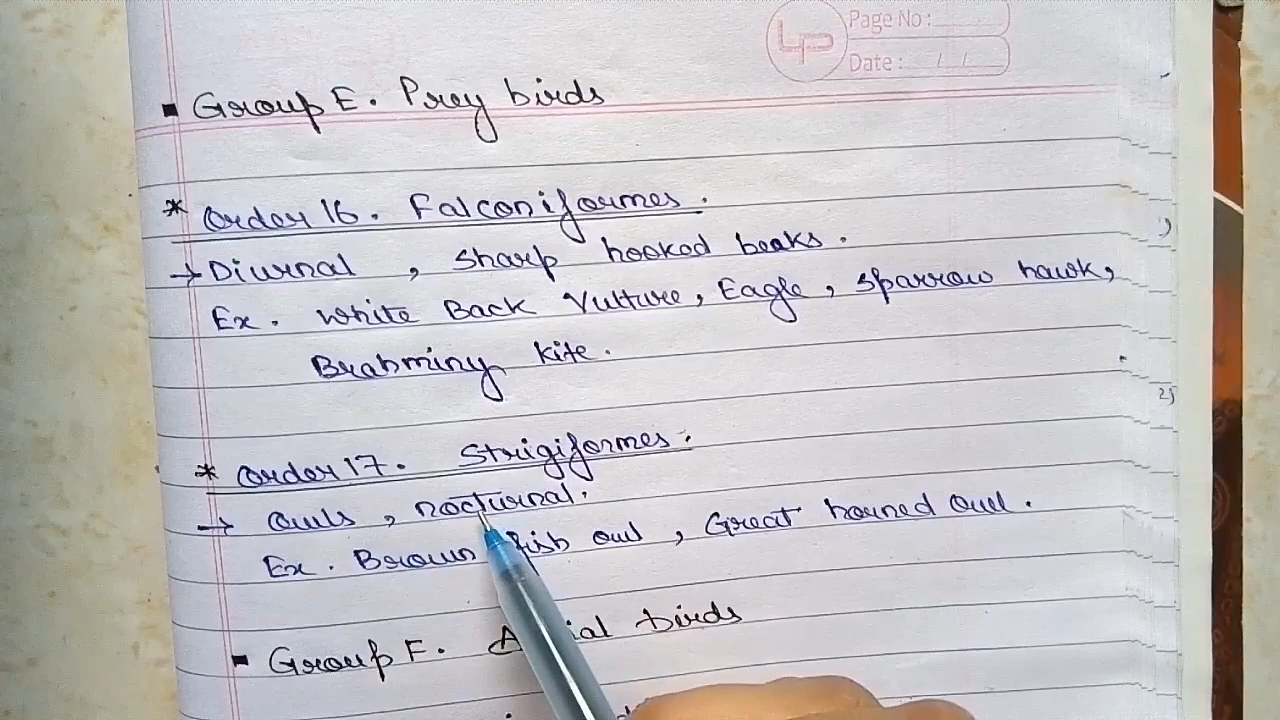 LP
Page No:
Date: / /
▪ Group E. Prey birds
* Order 16. Falconiformes.
→ Diurnal, Sharp hooked beaks.
Ex. White Back Vulture, Eagle, Sparrow hawk,
Brahminy kite.
* Order 17. Strigiformes.
→ Owls, nocturnal.
Ex. Brown fish owl, Great horned owl.
▪ Group F. birds